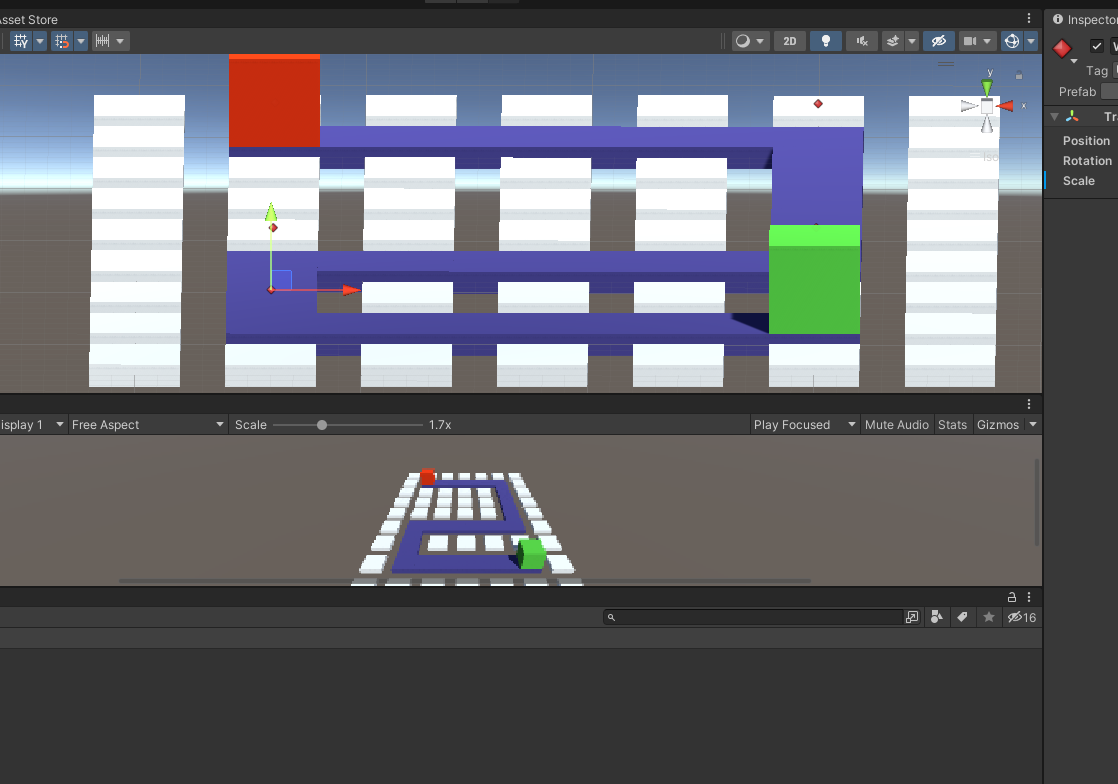 Asset Store
Inspector
2D
y
x
Iso
Tag
Prefab
Tra
Position
Rotation
Scale
isplay 1 Free Aspect Scale 1.7x Play Focused Mute Audio Stats Gizmos
16